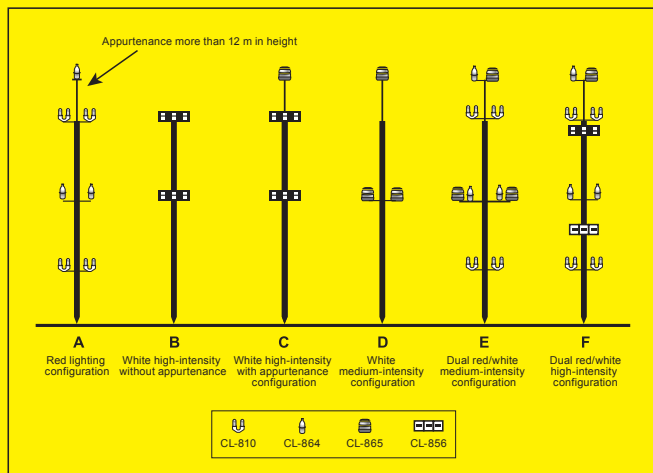 Appurtenance more than 12 m in height
A
B
C
D
E
F
Red lighting
configuration
White high-intensity
without appurtenance
White high-intensity
with appurtenance
configuration
White
medium-intensity
configuration
Dual red/white
medium-intensity
configuration
Dual red/white
high-intensity
configuration
CL-810
CL-864
CL-865
CL-856